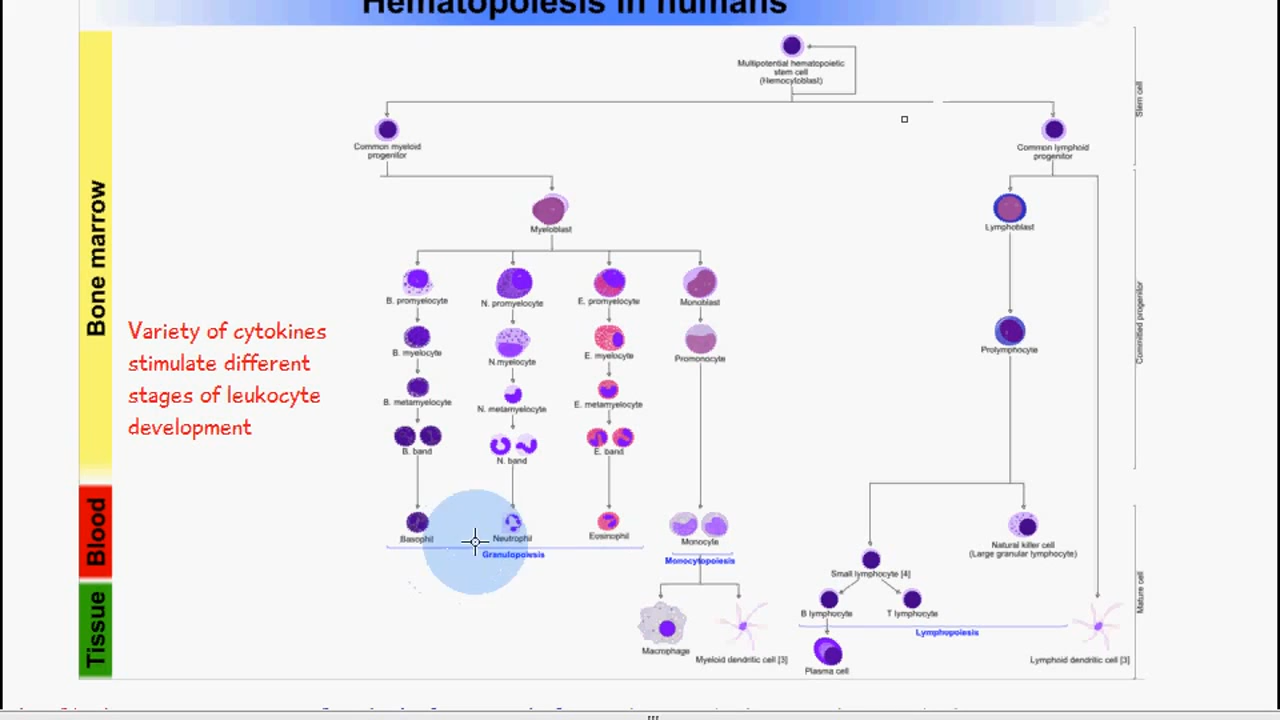 Hematopoiesis in humans
Multipotential hematopoietic
stem cell
(Hemocytoblast)
Stem cell
Common myeloid
progenitor
Common lymphoid
progenitor
Bone marrow
Myeloblast
Lymphoblast
Committed progenitor
B. promyelocyte
N. promyelocyte
E. promyelocyte
Monoblast
Variety of cytokines
stimulate different
stages of leukocyte
development
B. myelocyte
N.myelocyte
E. myelocyte
Promonocyte
Prolymphocyte
B. metamyelocyte
N. metamyelocyte
E. metamyelocyte
B. band
N. band
E. band
Blood
Basophil
Neutrophil
Eosinophil
Monocyte
Natural killer cell
(Large granular lymphocyte)
Granulopoiesis
Monocytopoiesis
Small lymphocyte [4]
Mature cell
Tissue
B lymphocyte
T lymphocyte
Lymphopoiesis
Macrophage
Myeloid dendritic cell [3]
Plasma cell
Lymphoid dendritic cell [3]